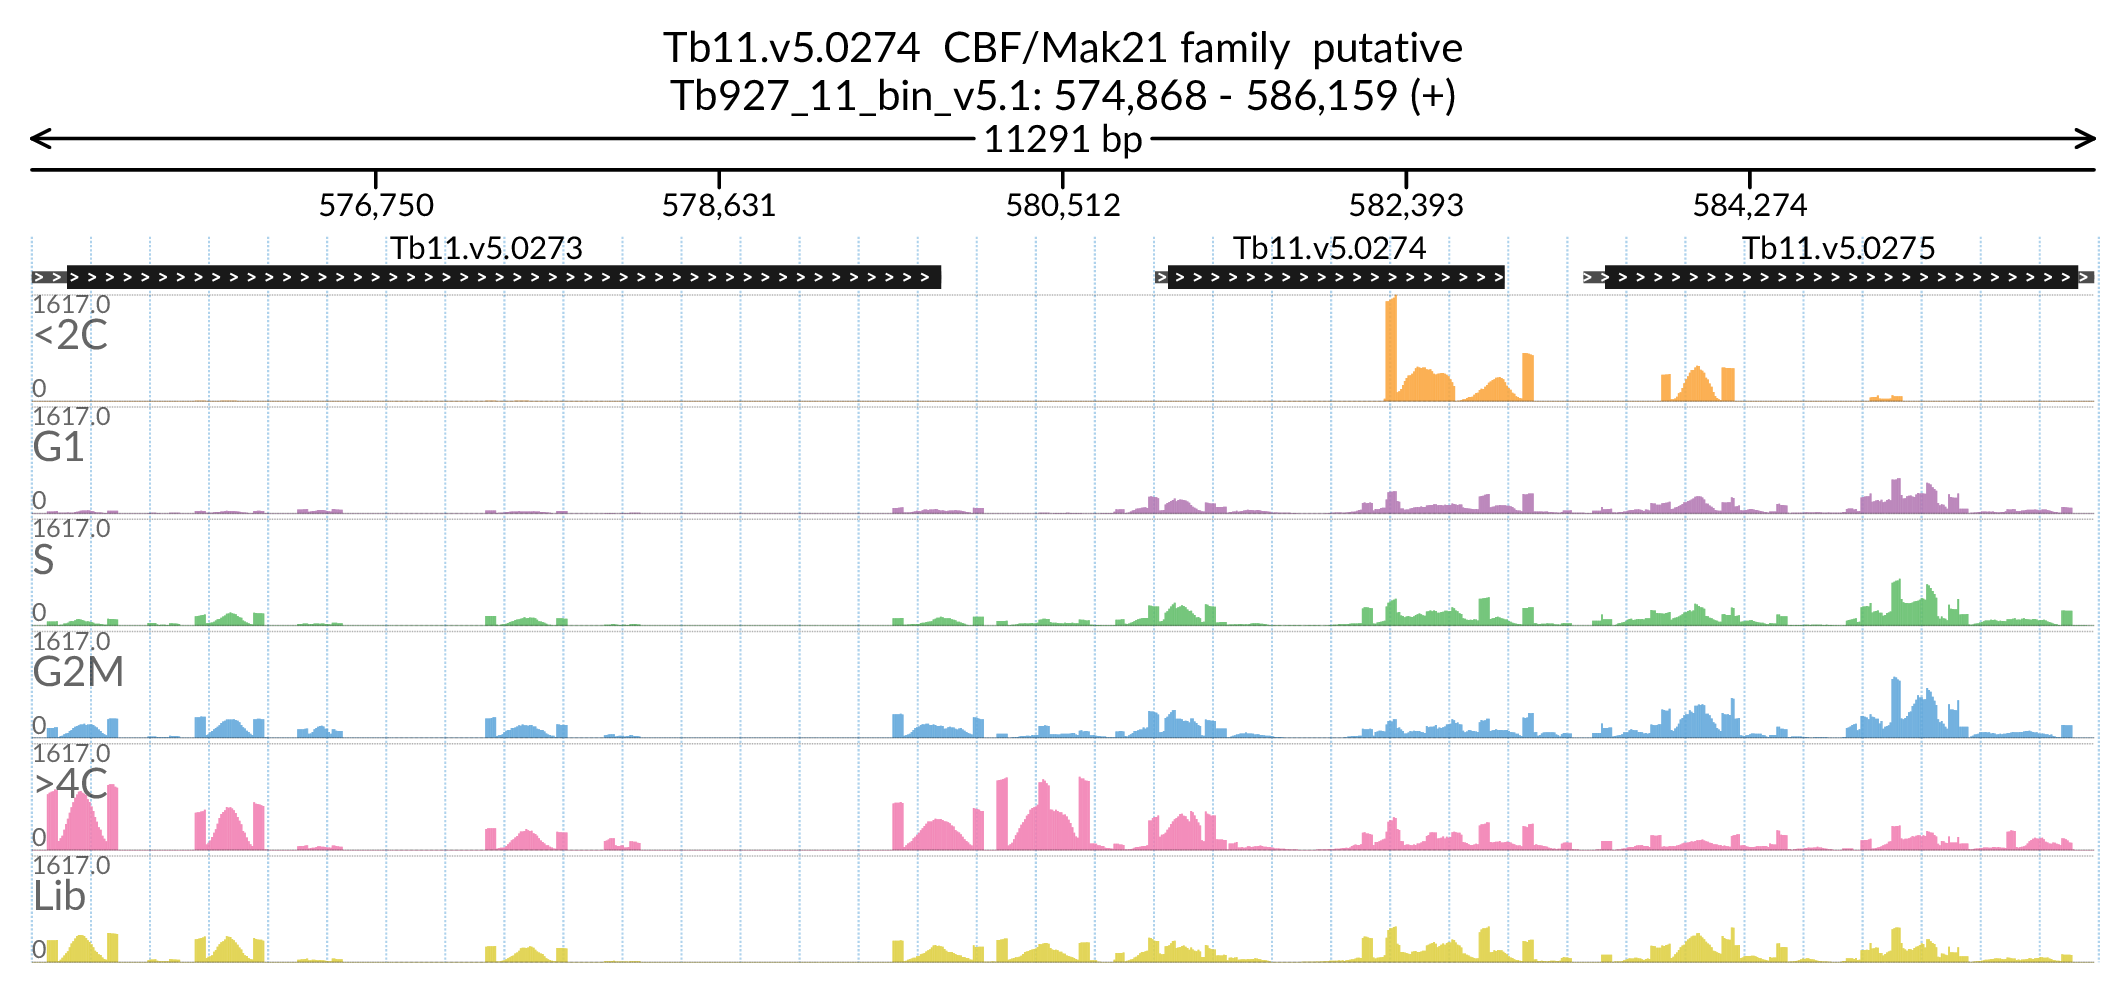 Tb11.v5.0274  CBF/Mak21 family  putative
Tb927_11_bin_v5.1: 574,868 - 586,159 (+)
11291 bp
576,750 578,631 580,512 582,393 584,274
Tb11.v5.0273 Tb11.v5.0274 Tb11.v5.0275
1617.0
<2C
0
1617.0
G1
0
1617.0
S
0
1617.0
G2M
0
1617.0
>4C
0
1617.0
Lib
0